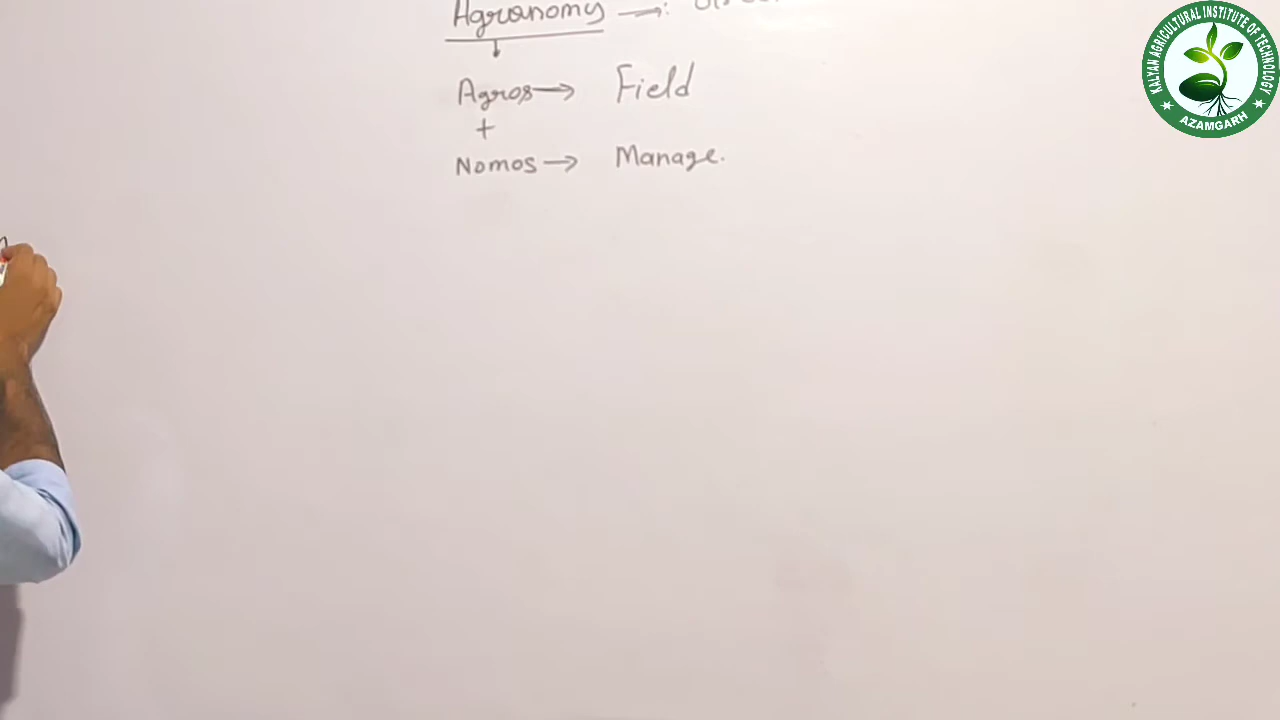 Agronomy →:
Agros → Field
+
Nomos → Manage.
KALYAN AGRICULTURAL INSTITUTE OF TECHNOLOGY
AZAMGARH